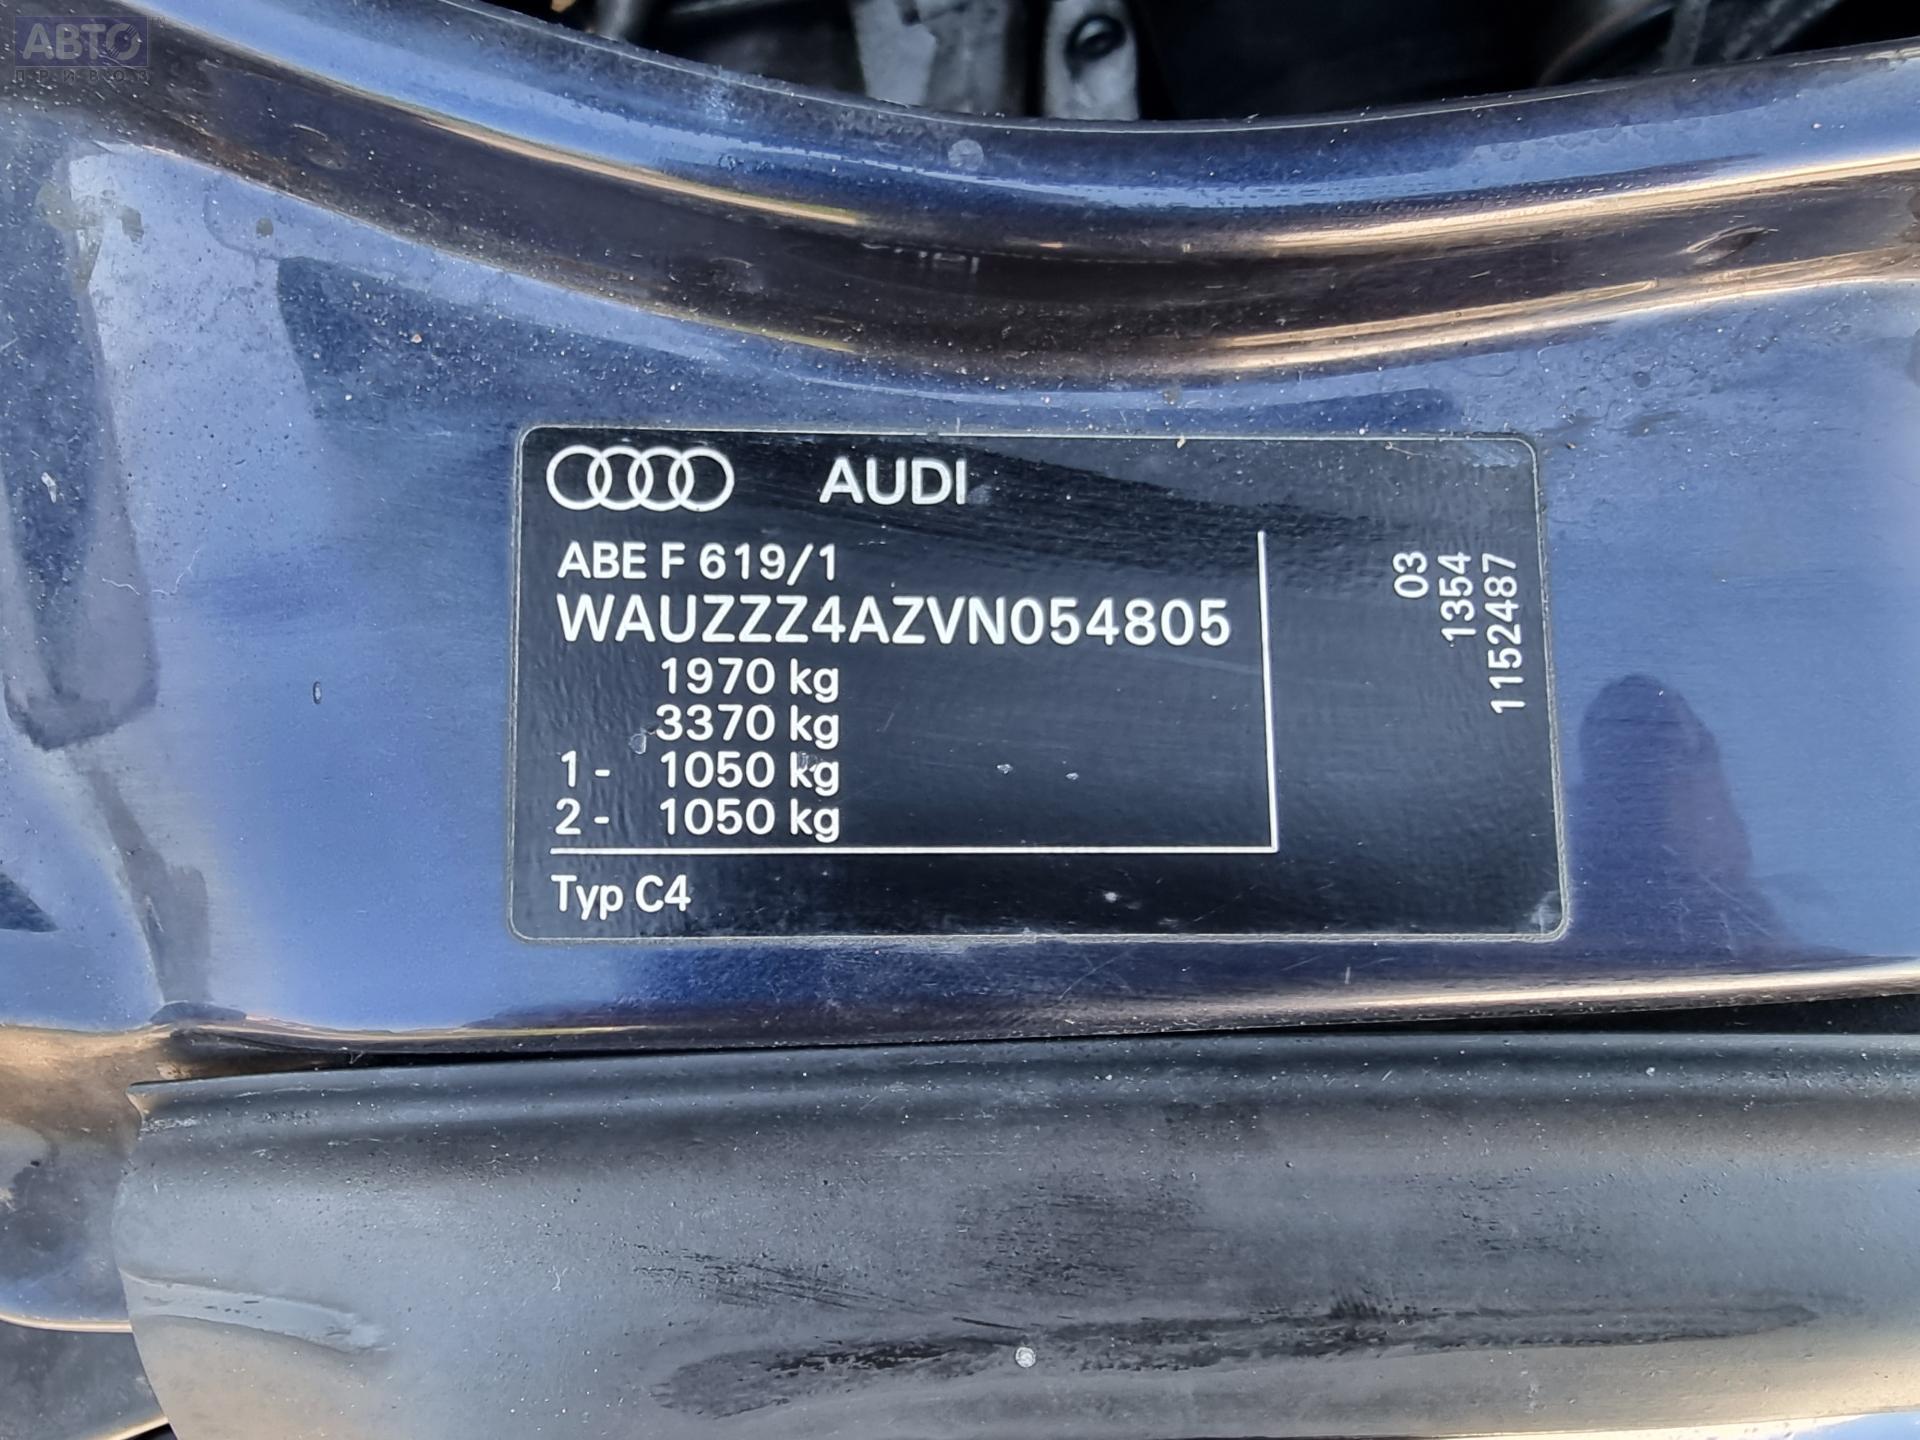 АВТО
ПРИВОЗ
AUDI
ABE F 619/1
WAUZZZ4AZVN054805
1970 kg
3370 kg
1- 1050 kg
2- 1050 kg
Typ C4
03
1354
1152487